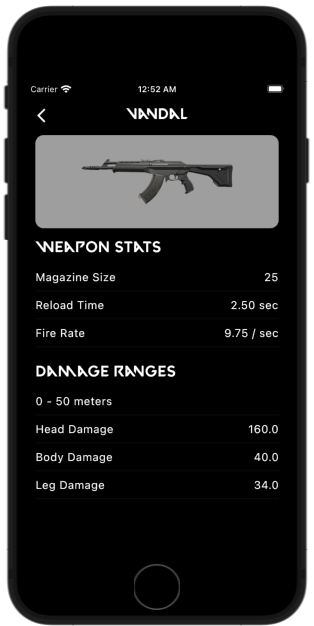 Carrier 12:52 AM
VANDAL
WEAPON STATS
Magazine Size 25
Reload Time 2.50 sec
Fire Rate 9.75 / sec
DAMAGE RANGES
0 - 50 meters
Head Damage 160.0
Body Damage 40.0
Leg Damage 34.0